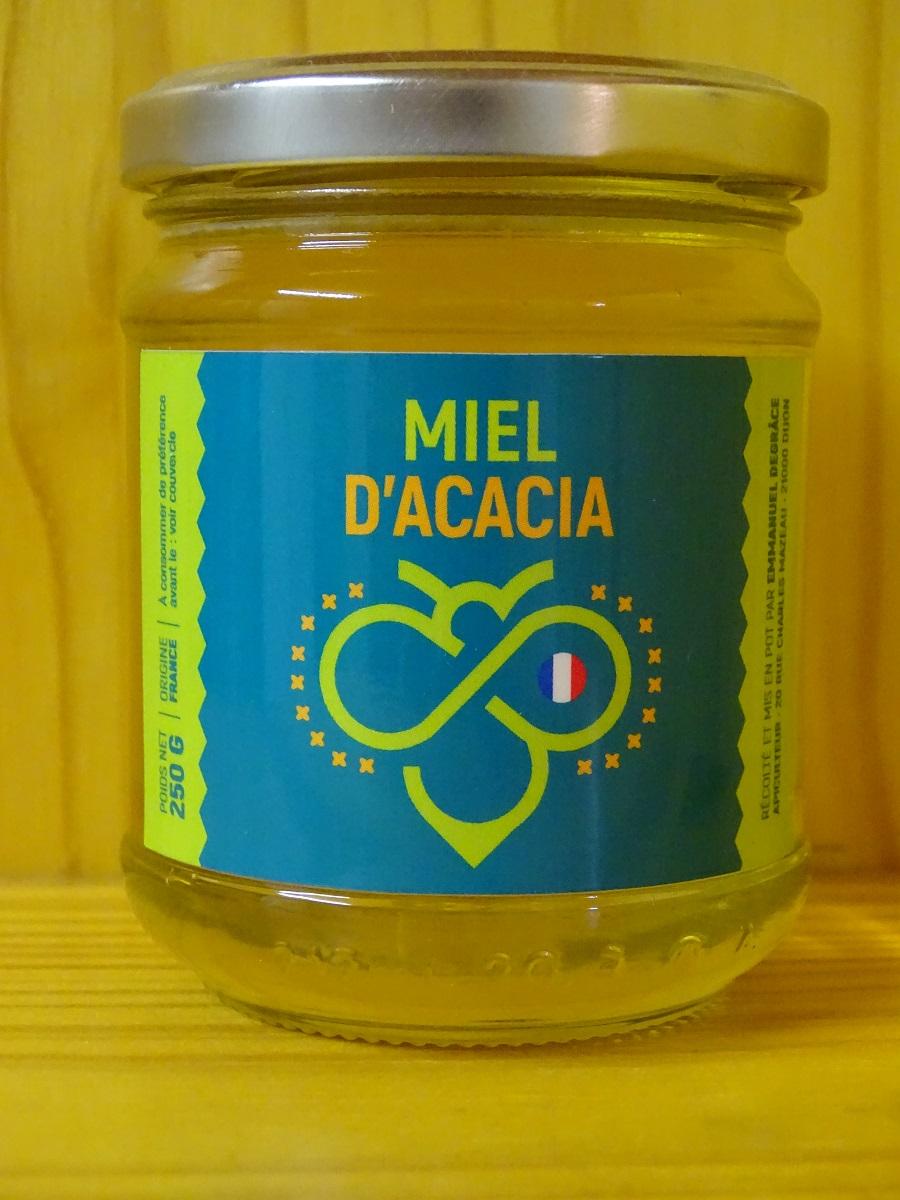 MIEL
D'ACACIA
POIDS NET
250 G
ORIGINE
FRANCE
À consommer de préférence
avant le : voir couvercle
RÉCOLTÉ ET MIS EN POT PAR EMMANUEL DEGRÂCE
APICULTEUR - 20 RUE CHARLES MAZEAU - 21000 DIJON